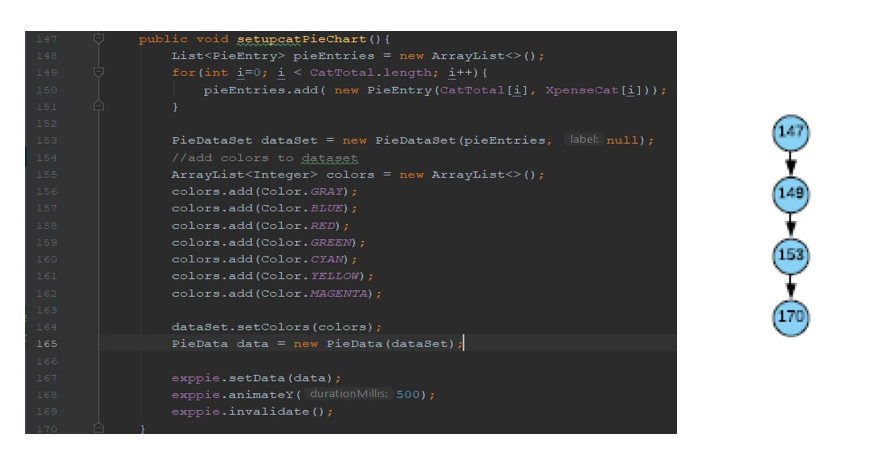 147 public void setupcatPieChart(){
148 List<PieEntry> pieEntries = new ArrayList<>();
149 for(int i=0; i < CatTotal.length; i++){
150 pieEntries.add( new PieEntry(CatTotal[i], XpenseCat[i]));
151 }
152
153 PieDataSet dataSet = new PieDataSet(pieEntries, label: null);
154 //add colors to dataset
155 ArrayList<Integer> colors = new ArrayList<>();
156 colors.add(Color.GRAY);
157 colors.add(Color.BLUE);
158 colors.add(Color.RED);
159 colors.add(Color.GREEN);
160 colors.add(Color.CYAN);
161 colors.add(Color.YELLOW);
162 colors.add(Color.MAGENTA);
163
164 dataSet.setColors(colors);
165 PieData data = new PieData(dataSet);
166
167 exppie.setData(data);
168 exppie.animateY( durationMillis: 500);
169 exppie.invalidate();
170 }
147
149
153
170